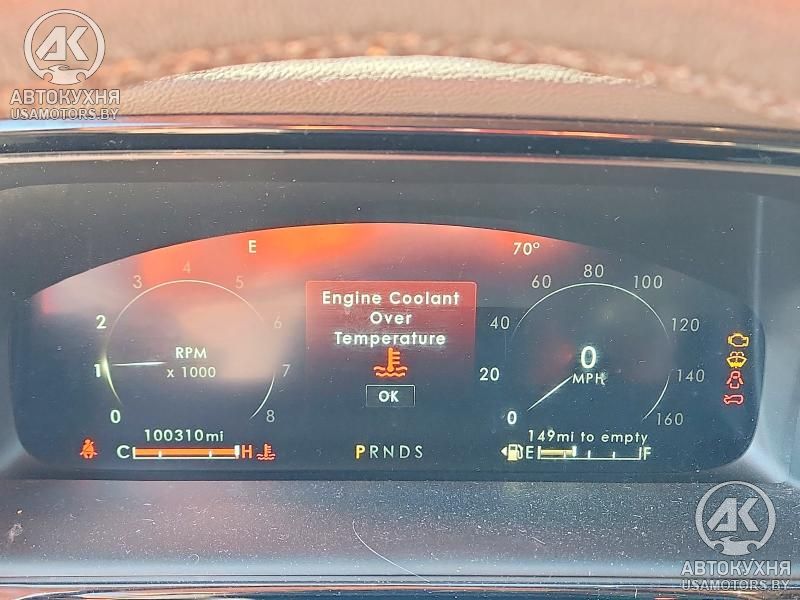 АК
АВТОКУХНЯ
USAMOTORS.BY
E
70°
3 4 5
60 80 100
2
6
40
120
Engine Coolant
Over
Temperature
RPM
x 1000
0
MPH
1
7
20
140
OK
0
8
0
160
100310mi
149mi to empty
C H
PRNDS
E F
АК
АВТОКУХНЯ
USAMOTORS.BY